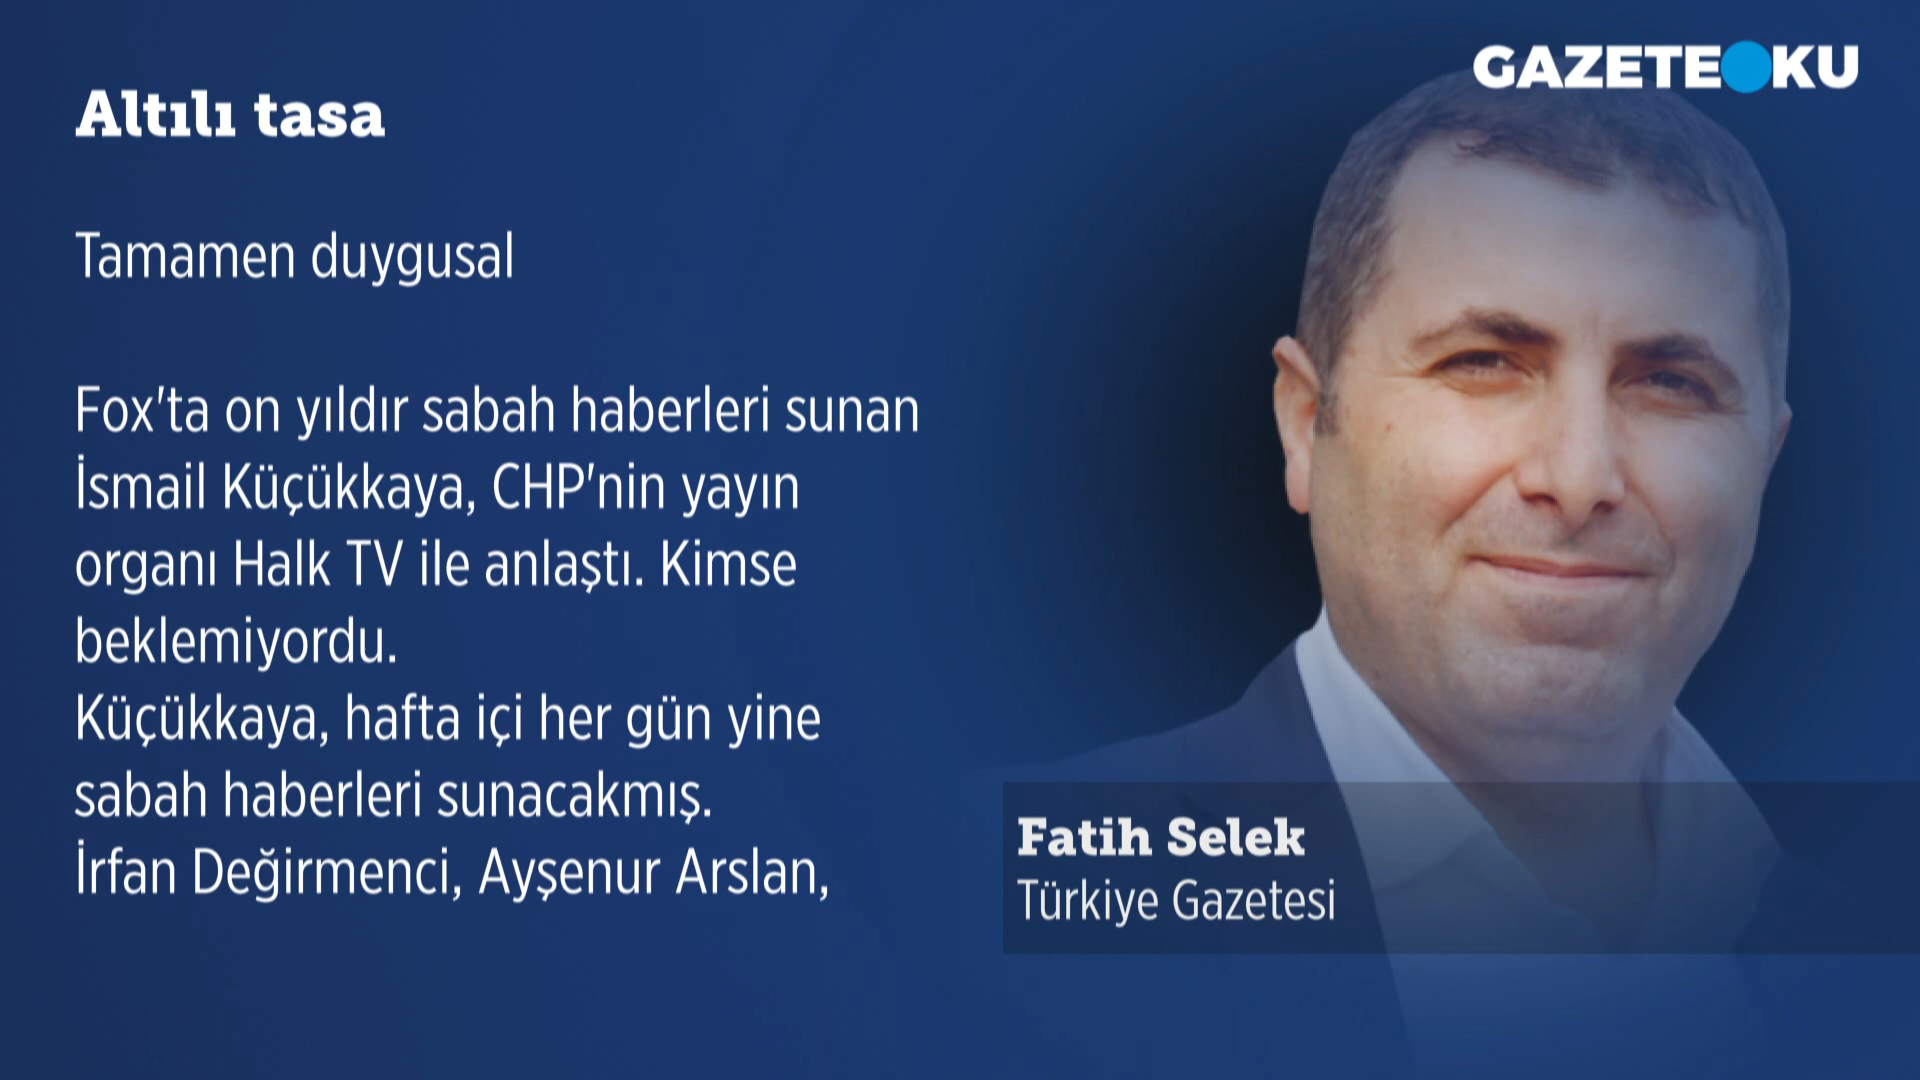 GAZETEOKU
Altılı tasa
Tamamen duygusal
Fox'ta on yıldır sabah haberleri sunan
İsmail Küçükkaya, CHP'nin yayın
organı Halk TV ile anlaştı. Kimse
beklemiyordu.
Küçükkaya, hafta içi her gün yine
sabah haberleri sunacakmış.
İrfan Değirmenci, Ayşenur Arslan,
Fatih Selek
Türkiye Gazetesi